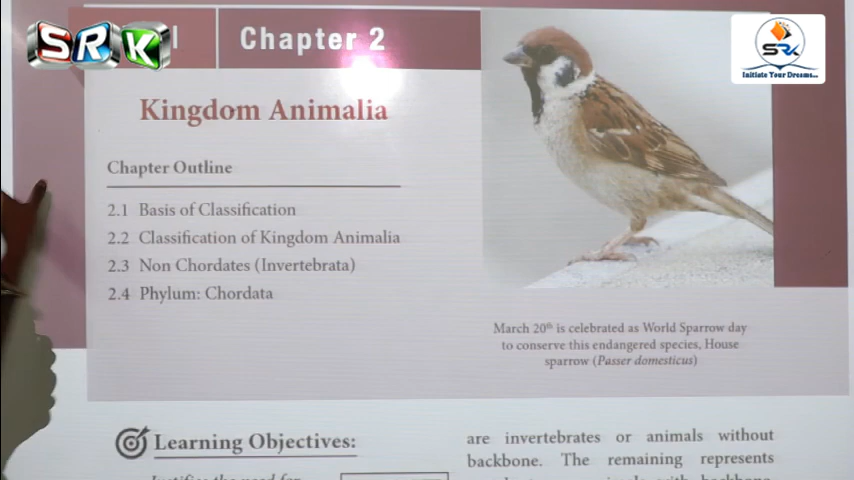 SRK
Chapter 2
SRK
Initiate Your Dreams...
Kingdom Animalia
Chapter Outline
2.1 Basis of Classification
2.2 Classification of Kingdom Animalia
2.3 Non Chordates (Invertebrata)
2.4 Phylum: Chordata
March 20th is celebrated as World Sparrow day
to conserve this endangered species, House
sparrow (Passer domesticus)
Learning Objectives:
are invertebrates or animals without
backbone. The remaining represents